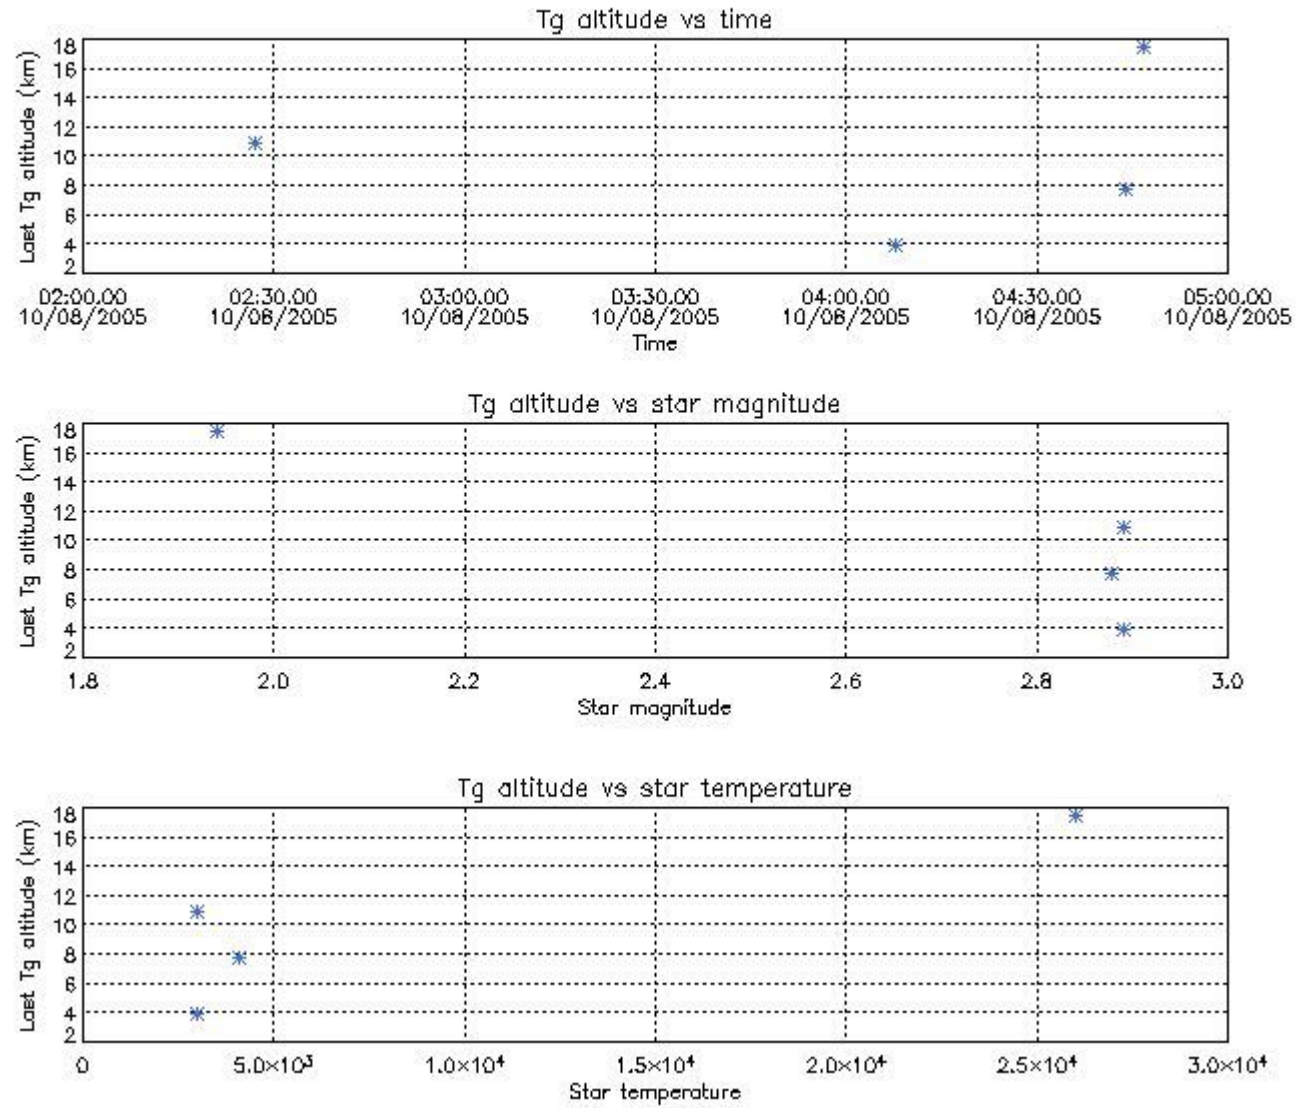 Tg altitude vs time
Last Tg altitude (km)
18
16
14
12
10
8
6
4
2
02:00.00 02:30.00 03:00.00 03:30.00 04:00.00 04:30.00 05:00.00
10/08/2005 10/08/2005 10/08/2005 10/08/2005 10/08/2005 10/08/2005 10/08/2005
Time
Tg altitude vs star magnitude
Last Tg altitude (km)
18
16
14
12
10
8
6
4
2
1.8 2.0 2.2 2.4 2.6 2.8 3.0
Star magnitude
Tg altitude vs star temperature
Last Tg altitude (km)
18
16
14
12
10
8
6
4
2
0 5.0×10³ 1.0×10⁴ 1.5×10⁴ 2.0×10⁴ 2.5×10⁴ 3.0×10⁴
Star temperature